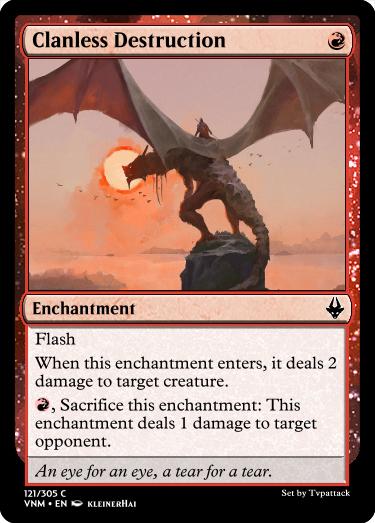 Clanless Destruction
Enchantment
Flash
When this enchantment enters, it deals 2
damage to target creature.
, Sacrifice this enchantment: This
enchantment deals 1 damage to target
opponent.
An eye for an eye, a tear for a tear.
121/305 C
VNM • EN KLEINERHAI
Set by Tvpattack